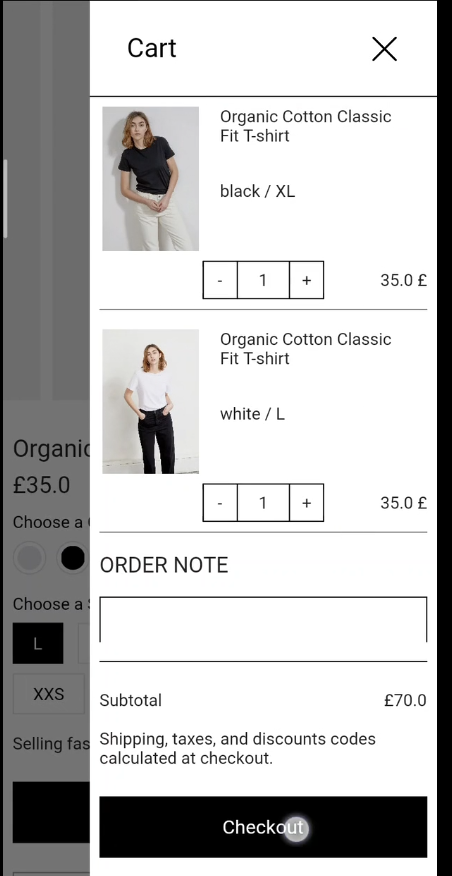 Cart
Organic Cotton Classic
Fit T-shirt
black / XL
- 1 + 35.0 £
Organic Cotton Classic
Fit T-shirt
white / L
- 1 + 35.0 £
ORDER NOTE
Subtotal £70.0
Shipping, taxes, and discounts codes
calculated at checkout.
Checkout
Organic
£35.0
Choose a
Choose a
L
XXS
Selling fas